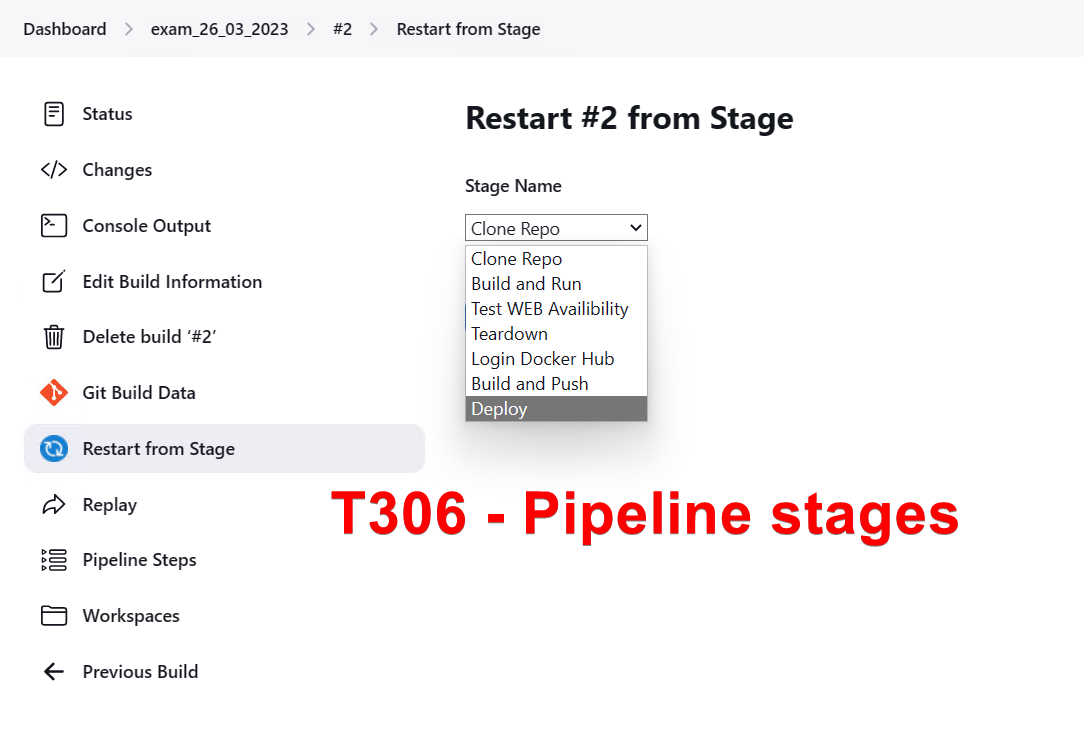 Dashboard > exam_26_03_2023 > #2 > Restart from Stage
Status
Changes
Console Output
Edit Build Information
Delete build ‘#2’
Git Build Data
Restart from Stage
Replay
Pipeline Steps
Workspaces
Previous Build
Restart #2 from Stage
Stage Name
Clone Repo
Clone Repo
Build and Run
Test WEB Availibility
Teardown
Login Docker Hub
Build and Push
Deploy
T306 - Pipeline stages